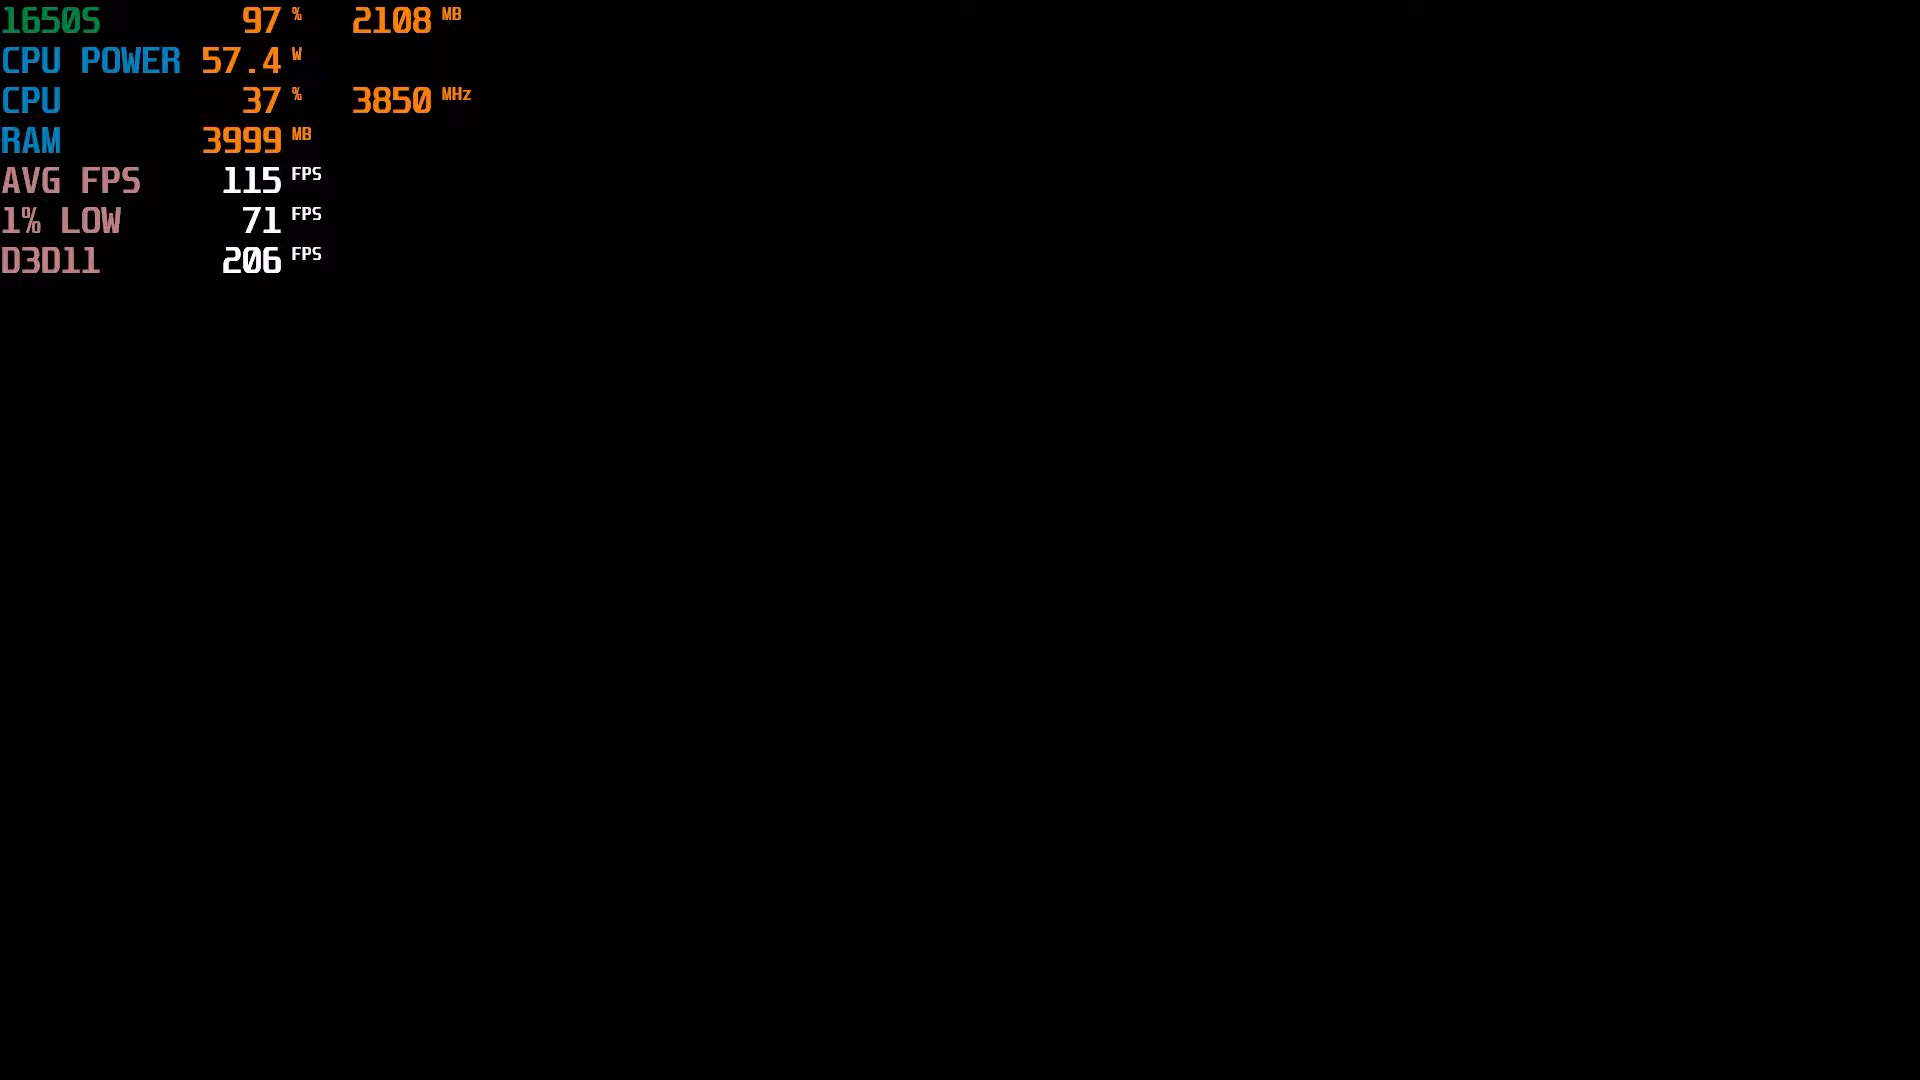 1650S 97 % 2108 MB
CPU POWER 57.4 W
CPU 37 % 3850 MHz
RAM 3999 MB
AVG FPS 115 FPS
1% LOW 71 FPS
D3D11 206 FPS